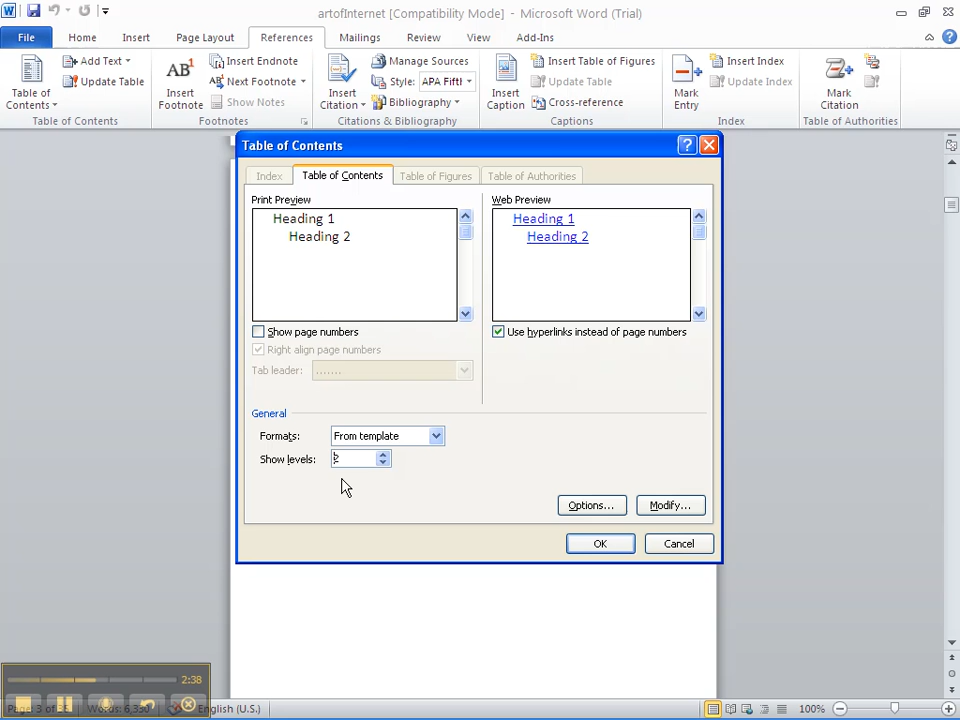 artofInternet [Compatibility Mode] - Microsoft Word (Trial)
File Home Insert Page Layout References Mailings Review View Add-Ins
Table of Contents
Add Text
Update Table
Table of Contents
AB¹ Insert Footnote
Insert Endnote
Next Footnote
Show Notes
Footnotes
Insert Citation
Manage Sources
Style: APA Fifth
Bibliography
Citations & Bibliography
Insert Caption
Insert Table of Figures
Update Table
Cross-reference
Captions
Mark Entry
Insert Index
Update Index
Index
Mark Citation
Table of Authorities
Table of Contents
Index Table of Contents Table of Figures Table of Authorities
Print Preview
Heading 1
Heading 2
Web Preview
Heading 1
Heading 2
Show page numbers
Use hyperlinks instead of page numbers
Right align page numbers
Tab leader: .......
General
Formats: From template
Show levels: 2
Options... Modify...
OK Cancel
2:38
English (U.S.)
100%